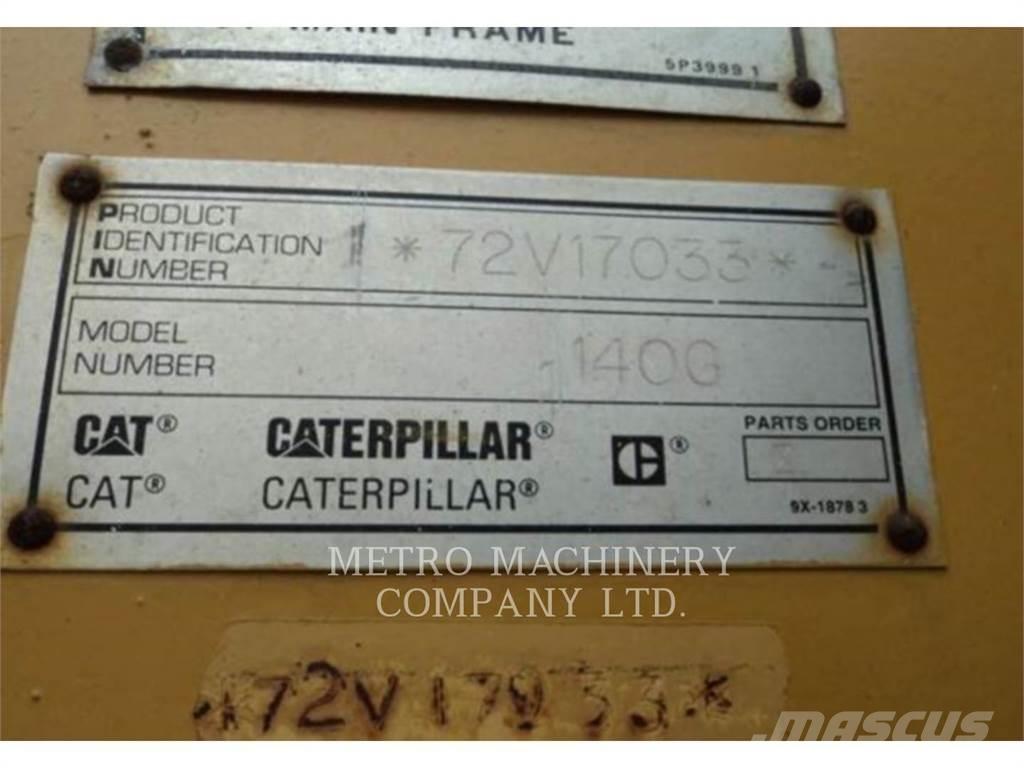 MAIN FRAME
5P3999 1
PRODUCT
IDENTIFICATION
NUMBER
1*72V17033*
MODEL
NUMBER
140G
CAT® CATERPILLAR® ®
CAT® CATERPILLAR®
PARTS ORDER
9X-1878 3
METRO MACHINERY
COMPANY LTD.
*72V17033*
MASCUS